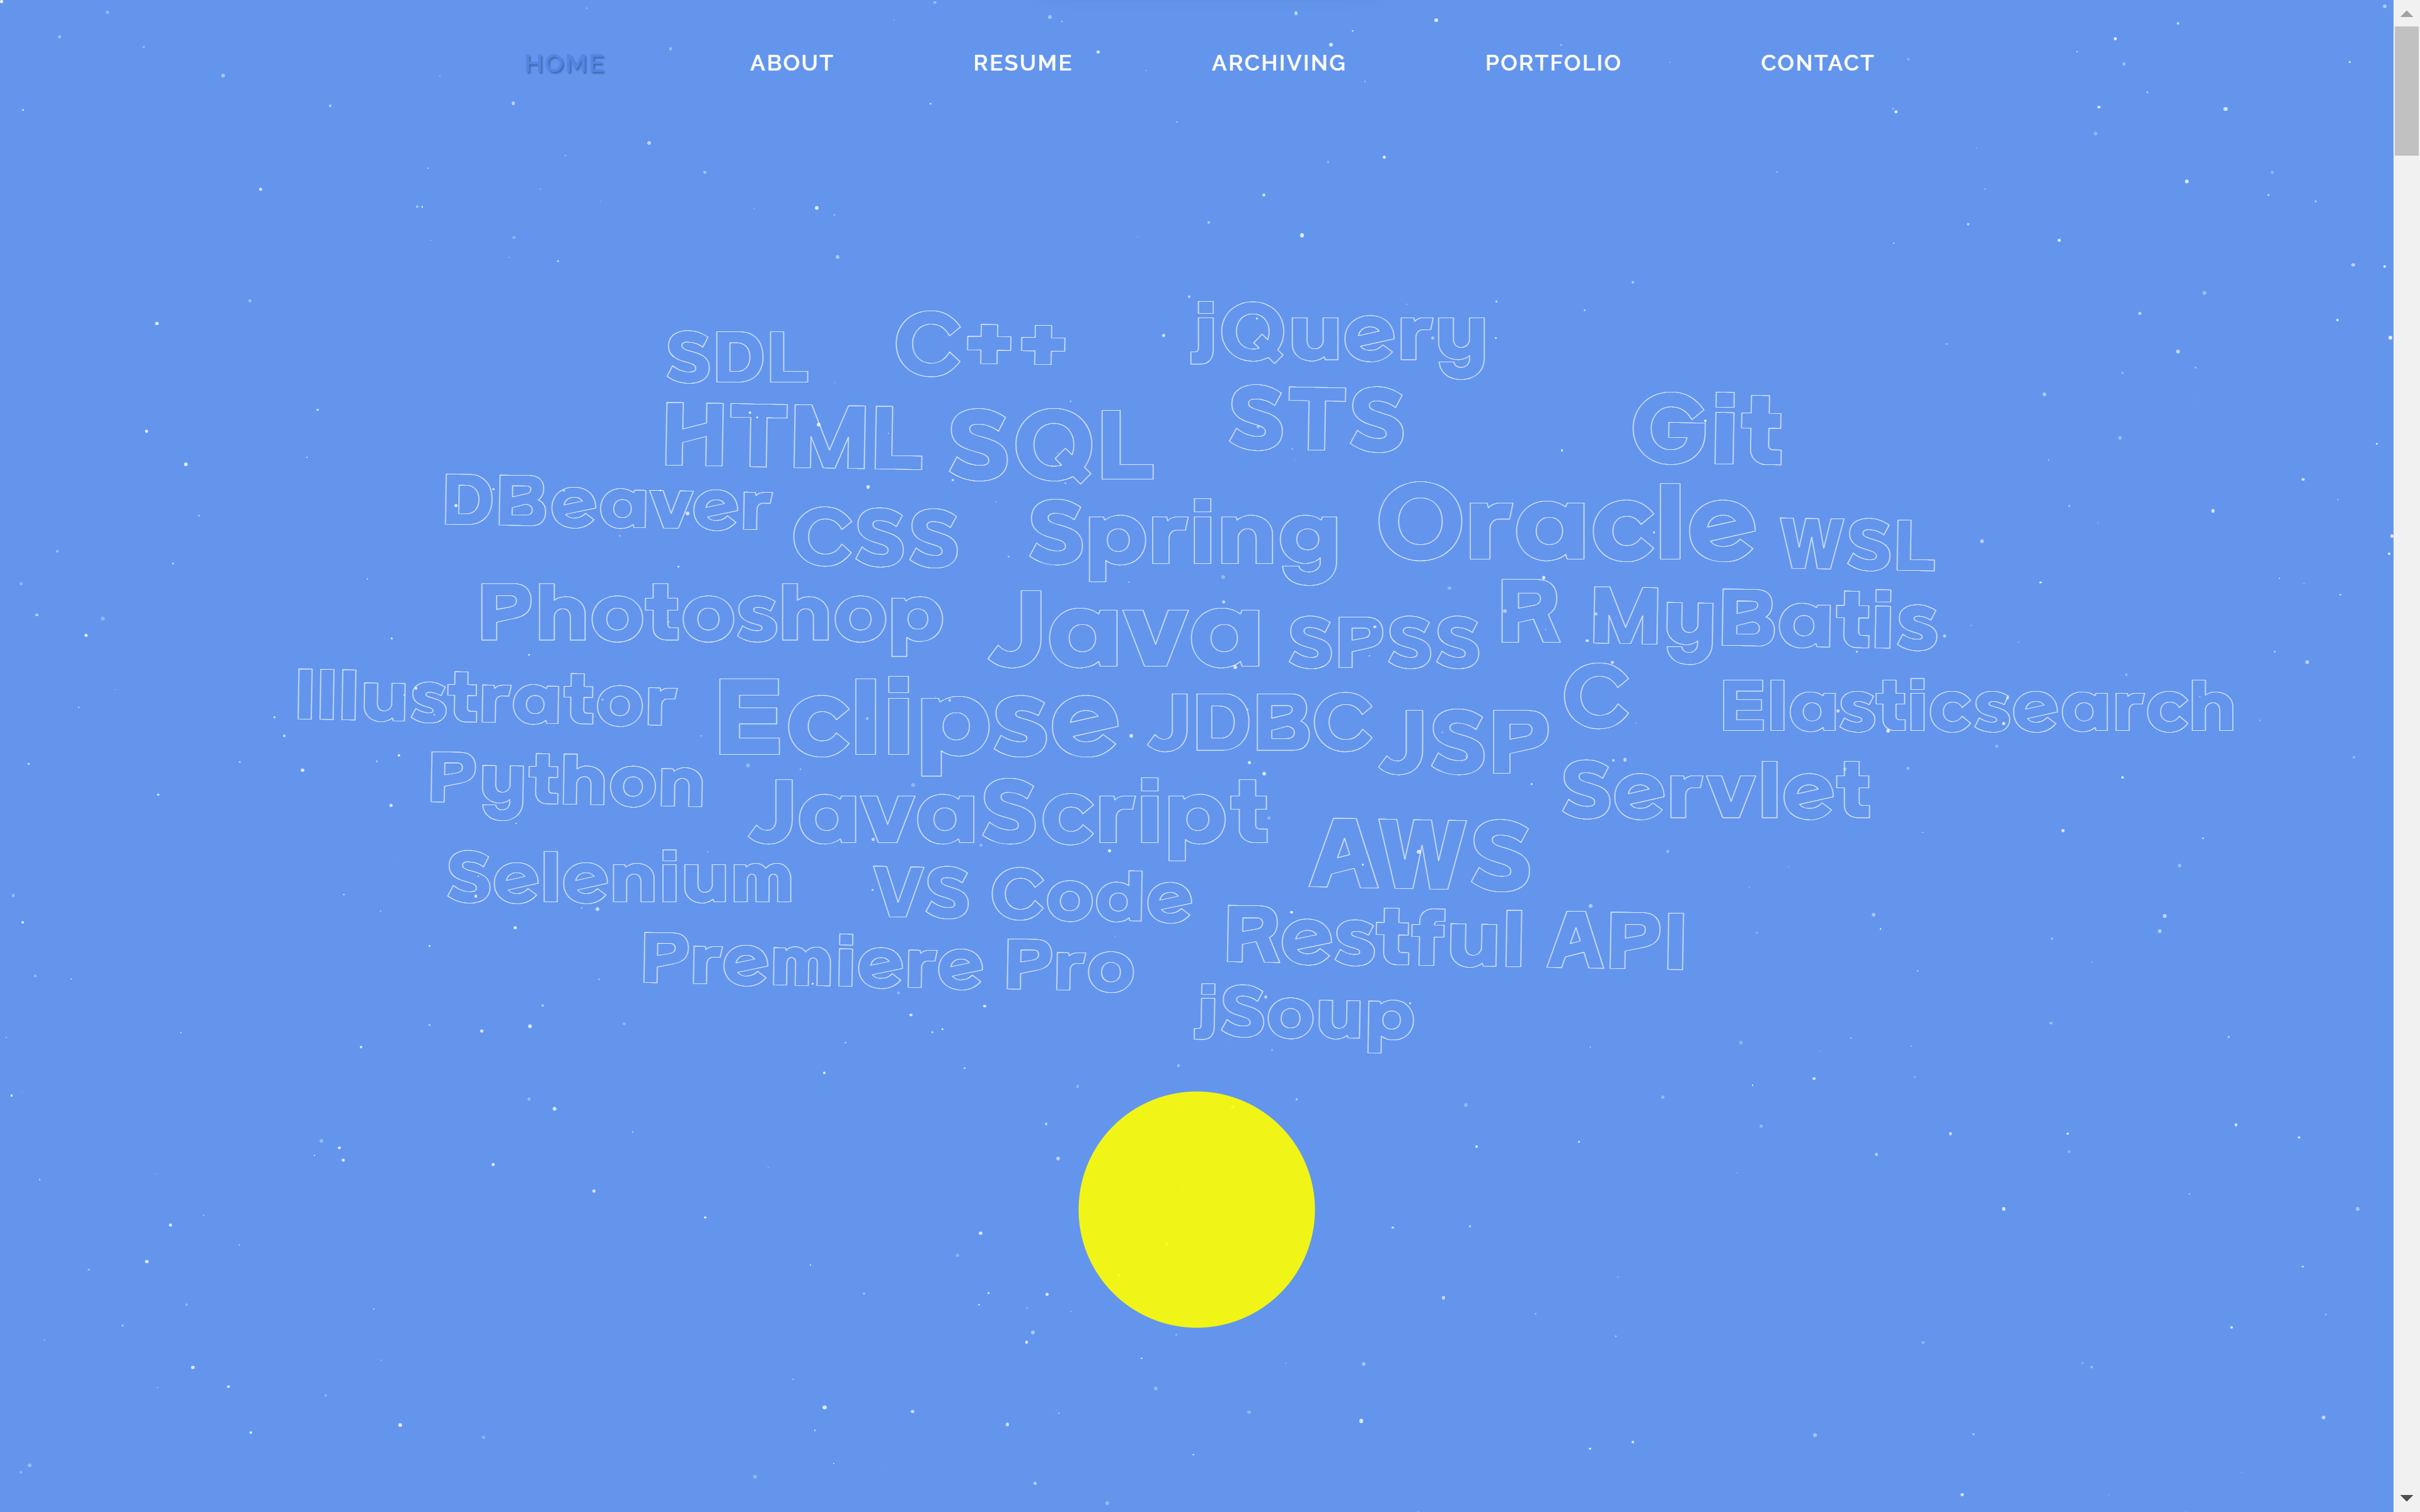 HOME ABOUT RESUME ARCHIVING PORTFOLIO CONTACT
SDL C++ jQuery
HTML SQL STS Git
DBeaver CSS Spring Oracle WSL
Photoshop Java SPSS R MyBatis
Illustrator Eclipse JDBC JSP C Elasticsearch
Python JavaScript Servlet
Selenium VS Code AWS
Premiere Pro Restful API
jSoup